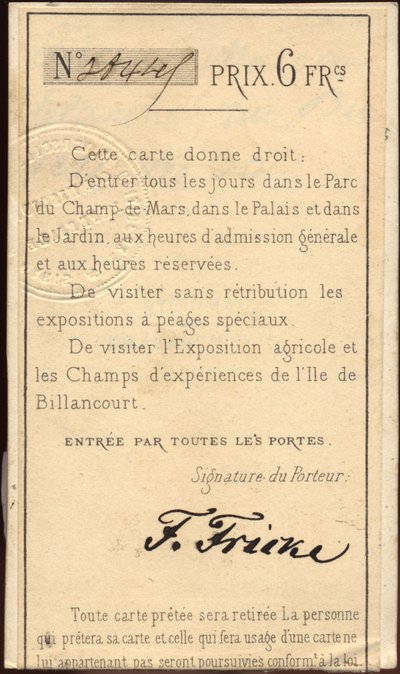 N° PRIX. 6 FRcs
Cette carte donne droit:
D'entrer tous les jours dans le Parc
du Champ-de-Mars, dans le Palais et dans
le Jardin, aux heures d'admission générale
et aux heures réservées.
De visiter sans rétribution les
expositions à péages spéciaux.
De visiter l'Exposition agricole et
les Champs d'expériences de l'Ile de
Billancourt.
ENTRÉE PAR TOUTES LES PORTES.
Signature du Porteur:
F. Fricke
Toute carte prêtée sera retirée La personne
qui prêtera sa carte et celle qui fera usage d'une carte ne
lui appartenant pas seront poursuivies conformt à la loi.